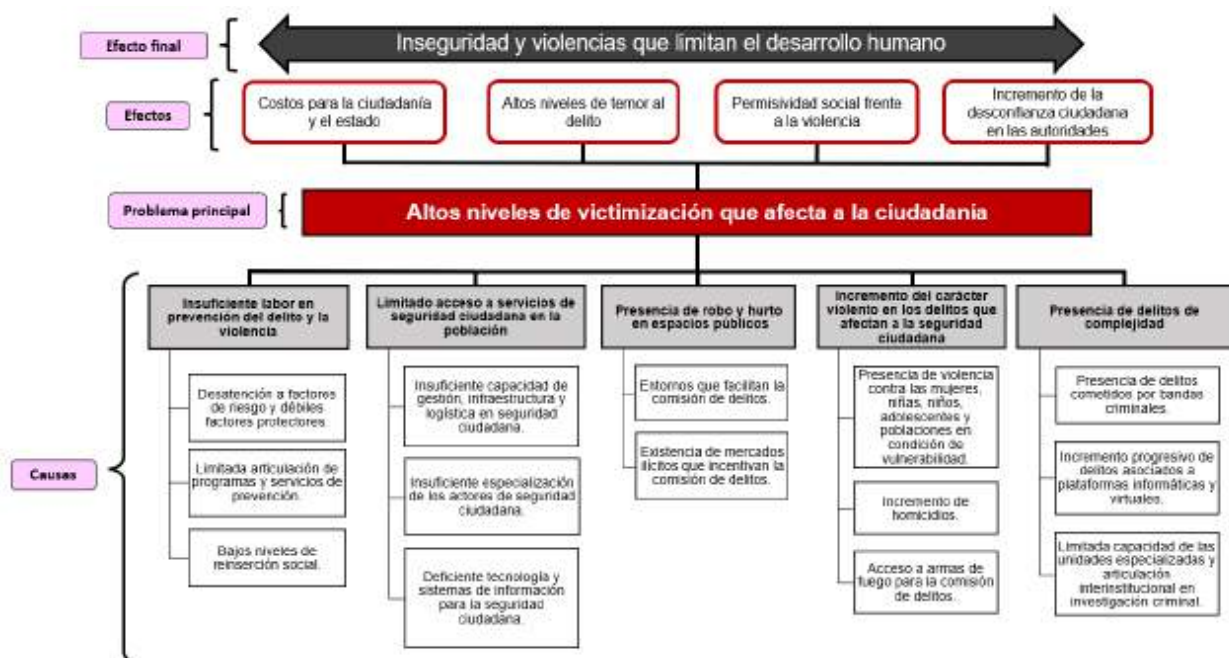 Efecto final
Inseguridad y violencias que limitan el desarrollo humano
Efectos
Costos para la ciudadanía
y el estado
Altos niveles de temor al
delito
Permisividad social frente
a la violencia
Incremento de la
desconfianza ciudadana
en las autoridades
Problema principal
Altos niveles de victimización que afecta a la ciudadanía
Causas
Insuficiente labor en
prevención del delito y la
violencia
Desatención a factores
de riesgo y débiles
factores protectores.
Limitada articulación de
programas y servicios de
prevención.
Bajos niveles de
reinserción social.
Limitado acceso a servicios de
seguridad ciudadana en la
población
Insuficiente capacidad de
gestión, infraestructura y
logística en seguridad
ciudadana.
Insuficiente especialización
de los actores de seguridad
ciudadana.
Deficiente tecnología y
sistemas de información
para la seguridad
ciudadana.
Presencia de robo y hurto
en espacios públicos
Entornos que facilitan la
comisión de delitos.
Existencia de mercados
ilícitos que incentivan la
comisión de delitos.
Incremento del carácter
violento en los delitos que
afectan a la seguridad
ciudadana
Presencia de violencia
contra las mujeres,
niñas, niños,
adolescentes y
poblaciones en
condición de
vulnerabilidad.
Incremento de
homicidios.
Acceso a armas de
fuego para la comisión
de delitos.
Presencia de delitos de
complejidad
Presencia de delitos
cometidos por bandas
criminales.
Incremento progresivo de
delitos asociados a
plataformas informáticas y
virtuales.
Limitada capacidad de las
unidades especializadas y
articulación
interinstitucional en
investigación criminal.